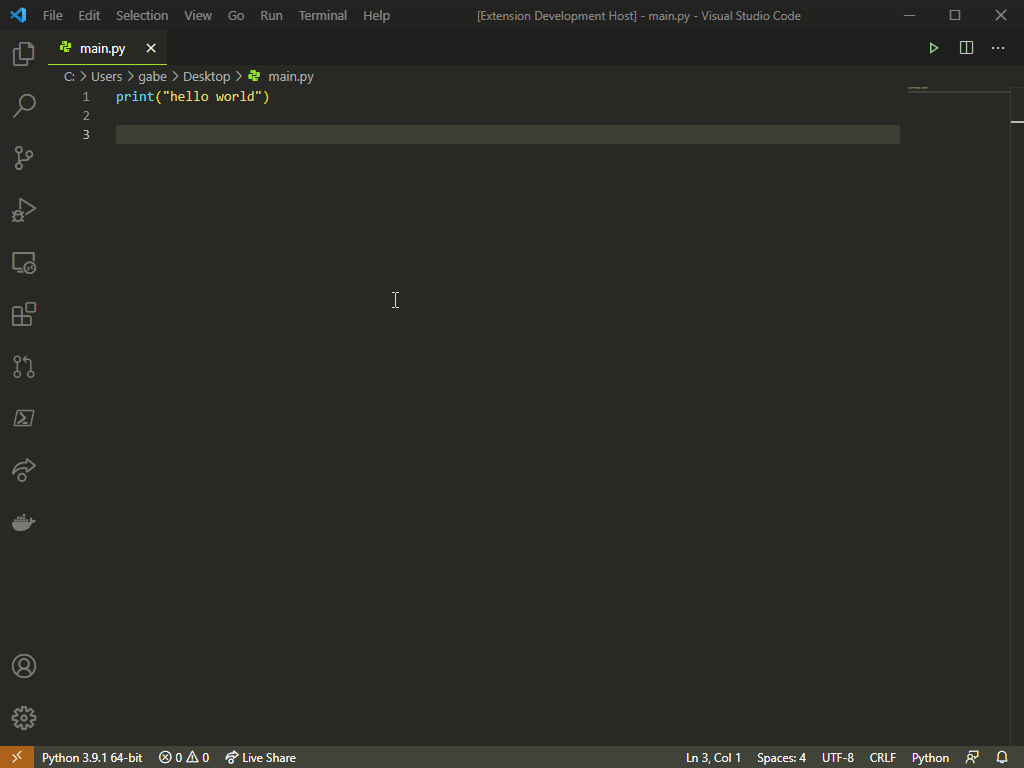 File Edit Selection View Go Run Terminal Help [Extension Development Host] - main.py - Visual Studio Code
main.py
C: > Users > gabe > Desktop > main.py
1 print("hello world")
2
3
Python 3.9.1 64-bit 0 0 Live Share Ln 3, Col 1 Spaces: 4 UTF-8 CRLF Python